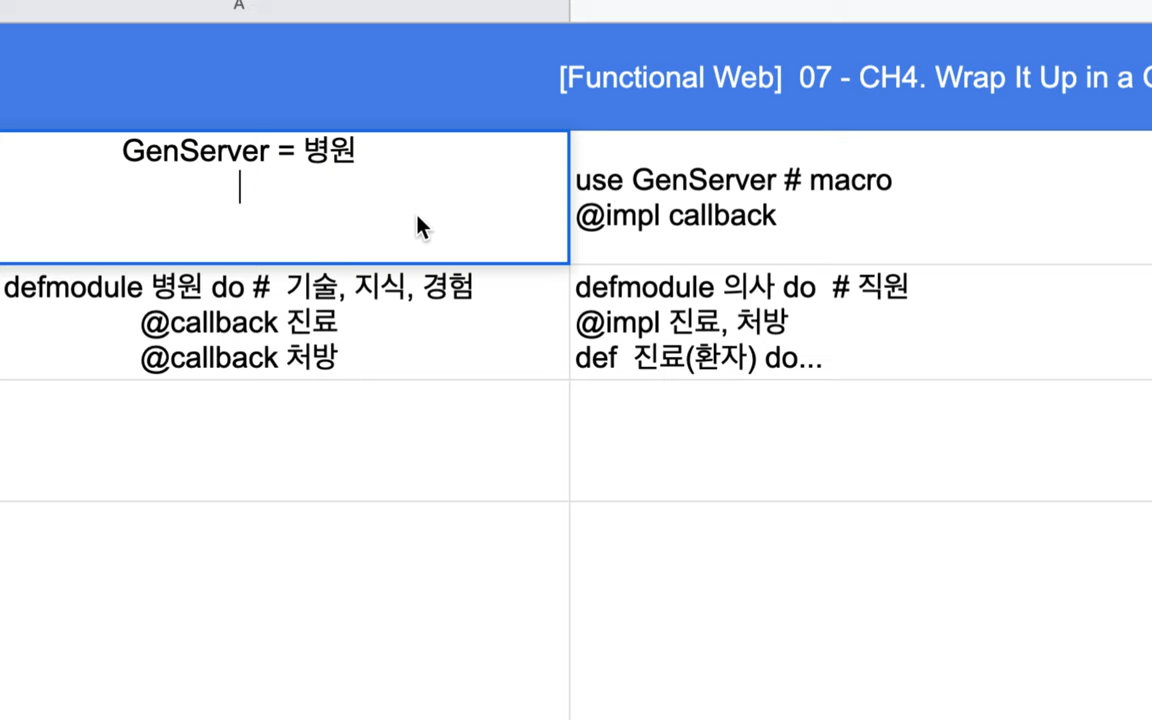 A
[Functional Web] 07 - CH4. Wrap It Up in a
GenServer = 병원
use GenServer # macro
@impl callback
defmodule 병원 do # 기술, 지식, 경험
@callback 진료
@callback 처방
defmodule 의사 do # 직원
@impl 진료, 처방
def 진료(환자) do...